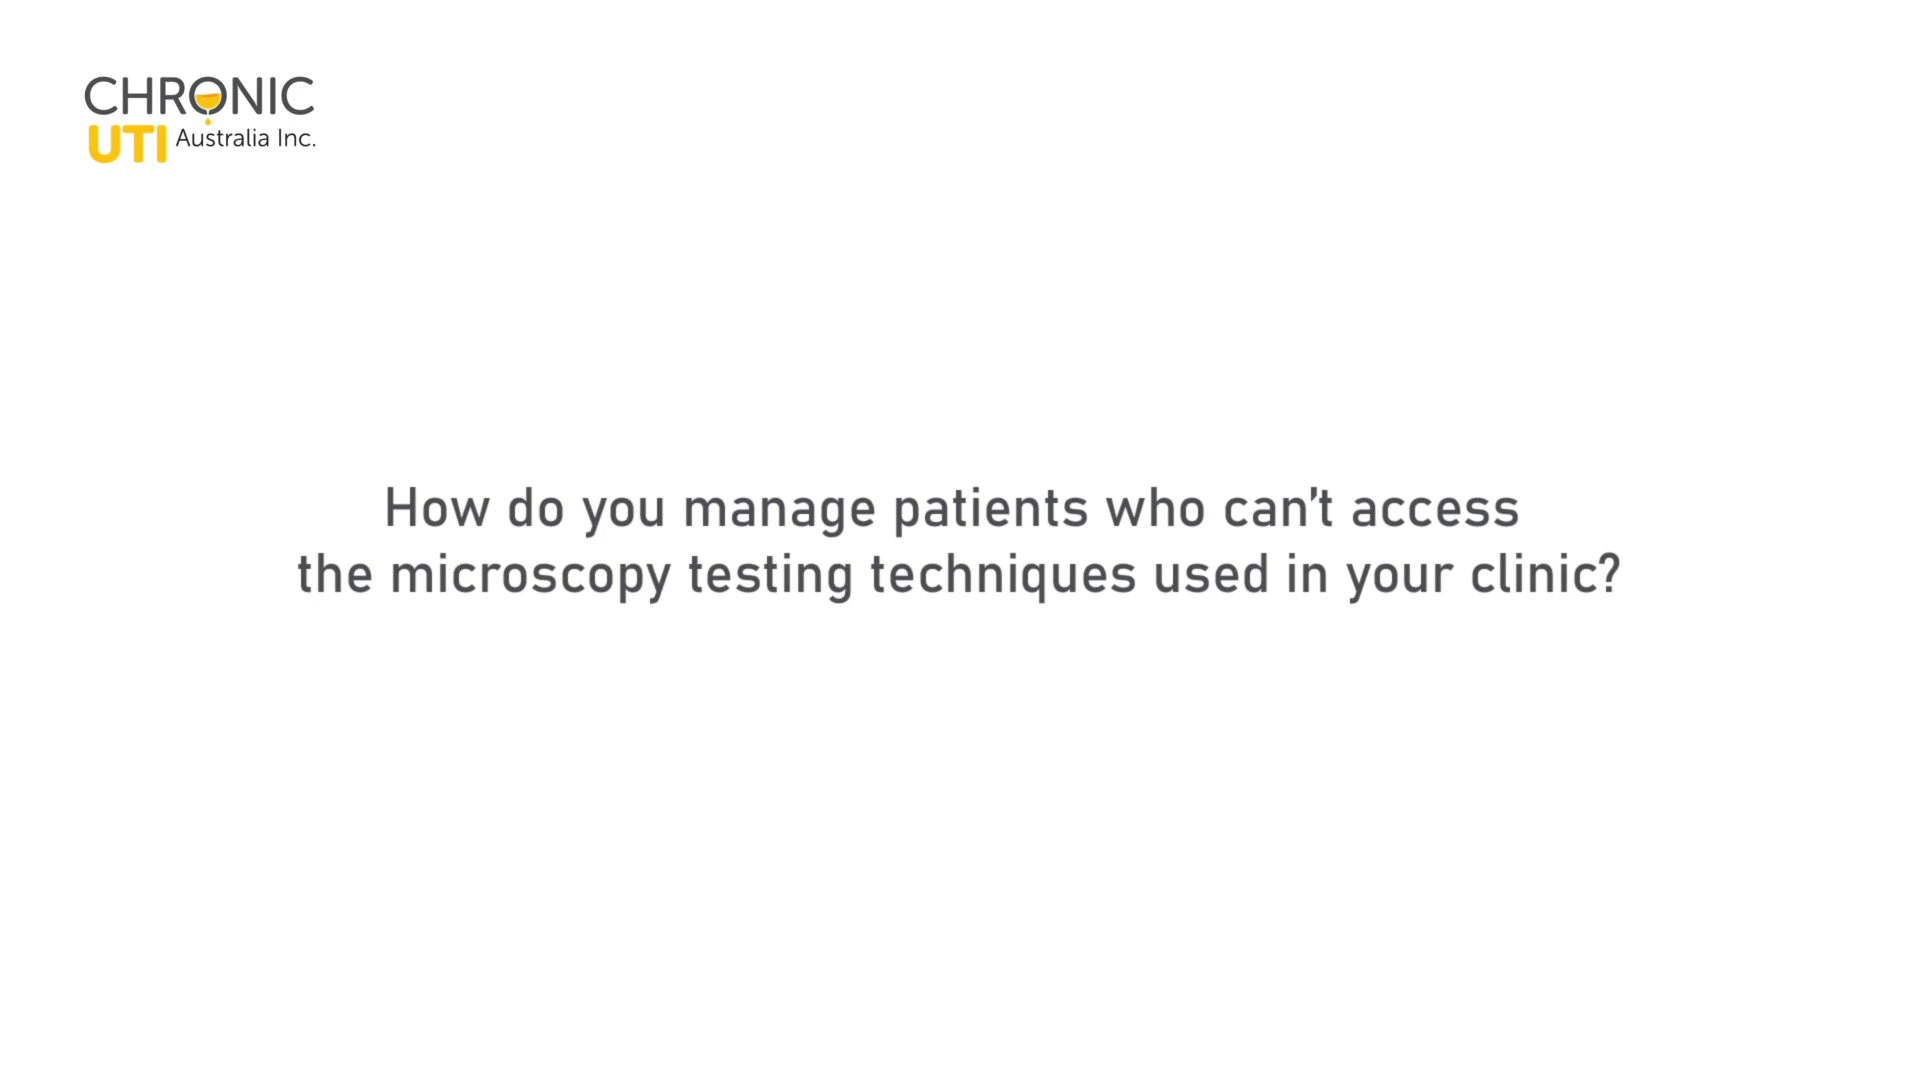 CHRONIC
UTI Australia Inc.
How do you manage patients who can’t access
the microscopy testing techniques used in your clinic?